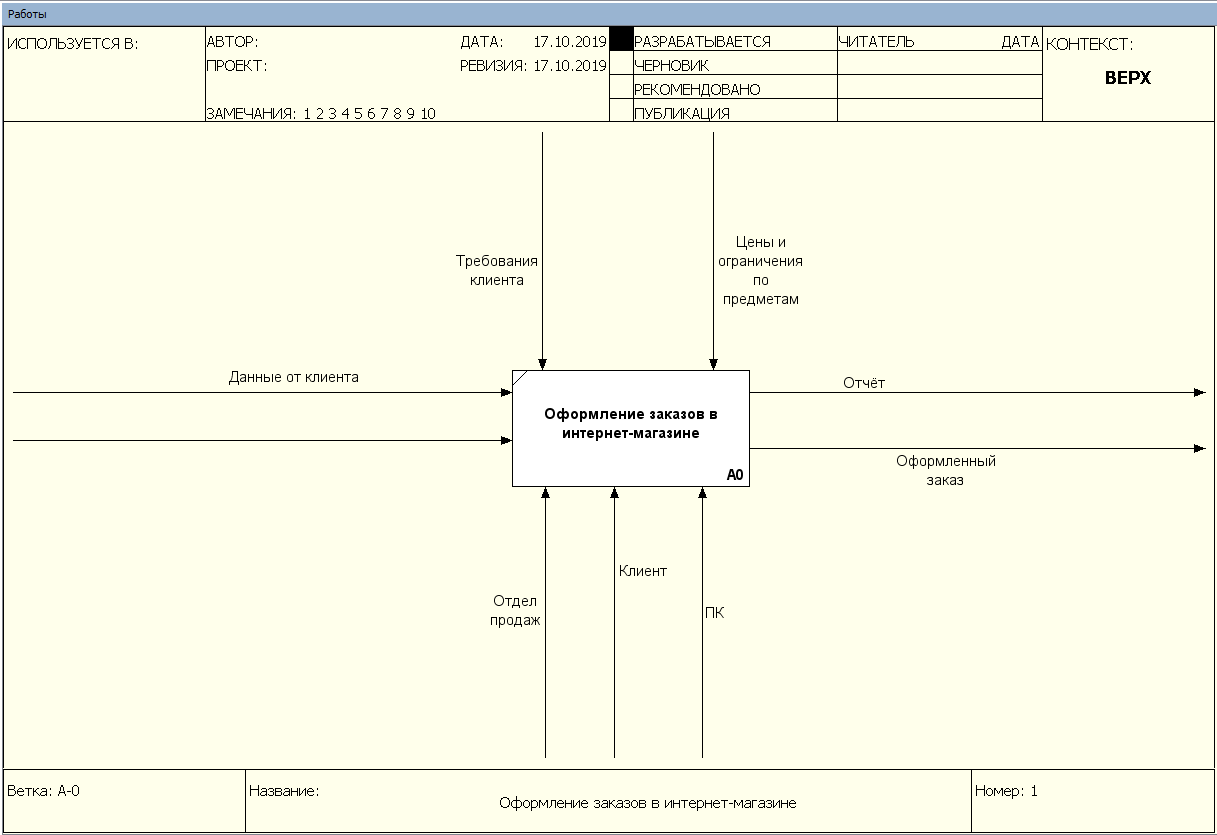 Работы
ИСПОЛЬЗУЕТСЯ В:
АВТОР:
ДАТА: 17.10.2019
РАЗРАБАТЫВАЕТСЯ
ЧИТАТЕЛЬ
ДАТА
КОНТЕКСТ:
ПРОЕКТ:
РЕВИЗИЯ: 17.10.2019
ЧЕРНОВИК
ВЕРХ
РЕКОМЕНДОВАНО
ЗАМЕЧАНИЯ: 1 2 3 4 5 6 7 8 9 10
ПУБЛИКАЦИЯ
Требования
клиента
Цены и
ограничения
по
предметам
Данные от клиента
Отчёт
Оформление заказов в
интернет-магазине
A0
Оформленный
заказ
Отдел
продаж
Клиент
ПК
Ветка: A-0
Название:
Оформление заказов в интернет-магазине
Номер: 1